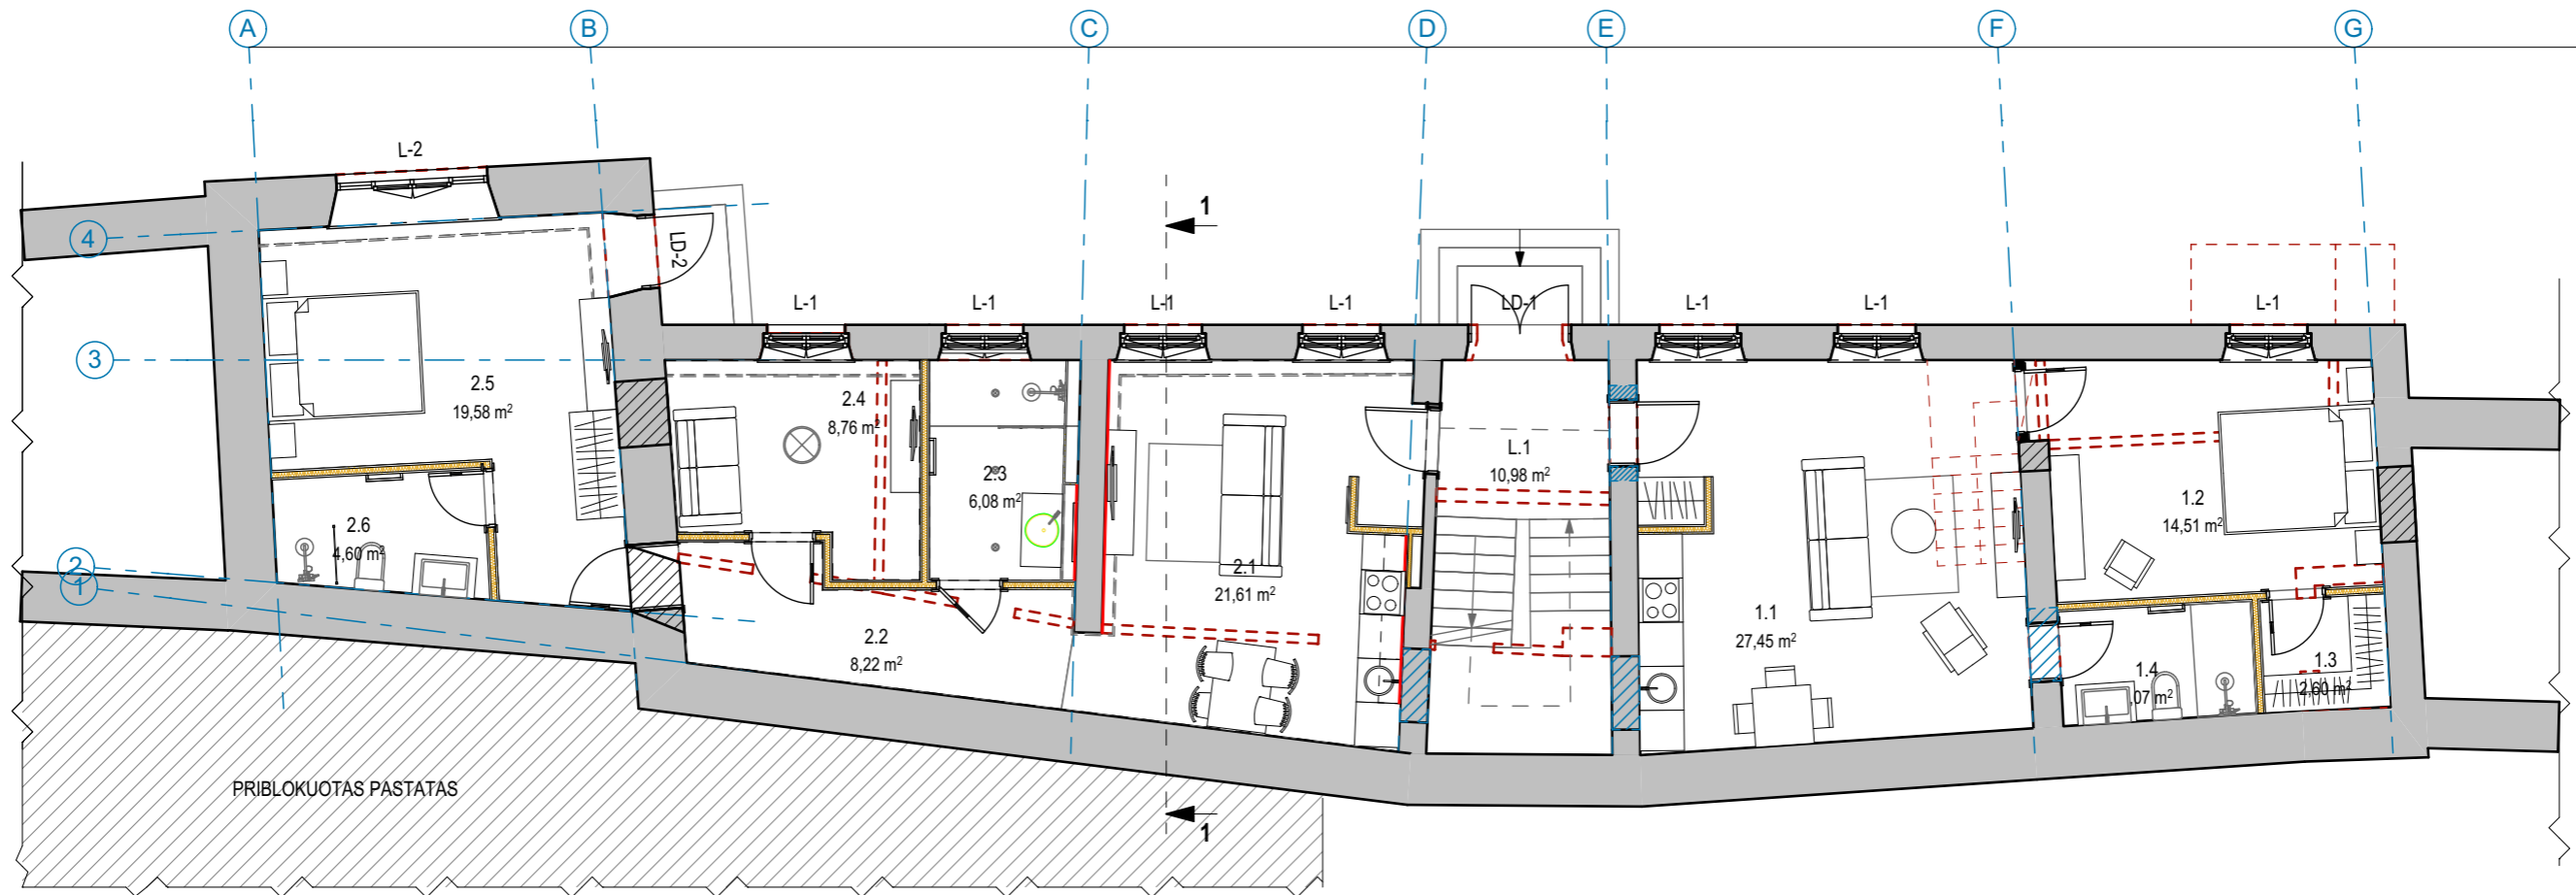 A B C D E F G
L-2
1
4
LD-2
L-1 L-1 L-1 L-1 LD-1 L-1 L-1 L-1
3
2.5
19,58 m²
2.4
8,76 m²
2.3
6,08 m²
L.1
10,98 m²
1.2
14,51 m²
2.6
4,60 m²
2
1
2.1
21,61 m²
2.2
8,22 m²
1.1
27,45 m²
1.4
,07 m²
1.3
2,60 m²
PRIBLOKUOTAS PASTATAS
1